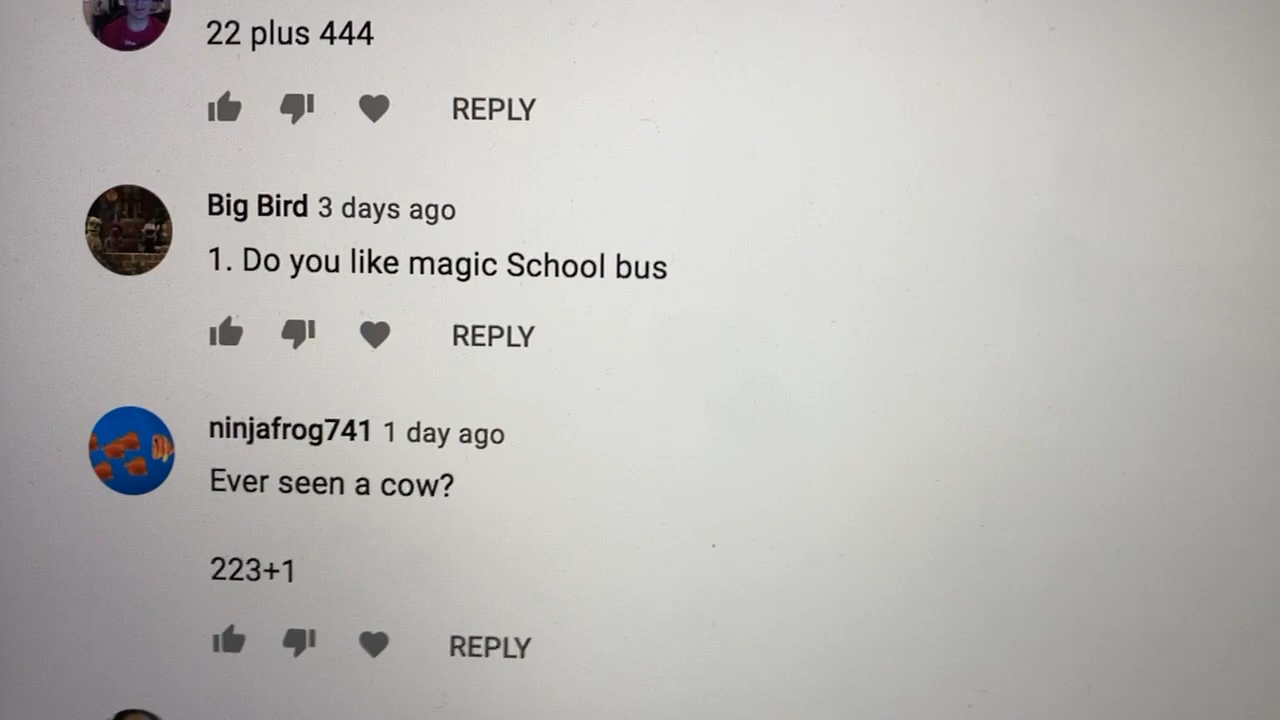 22 plus 444
REPLY
Big Bird 3 days ago
1. Do you like magic School bus
REPLY
ninjafrog741 1 day ago
Ever seen a cow?
223+1
REPLY